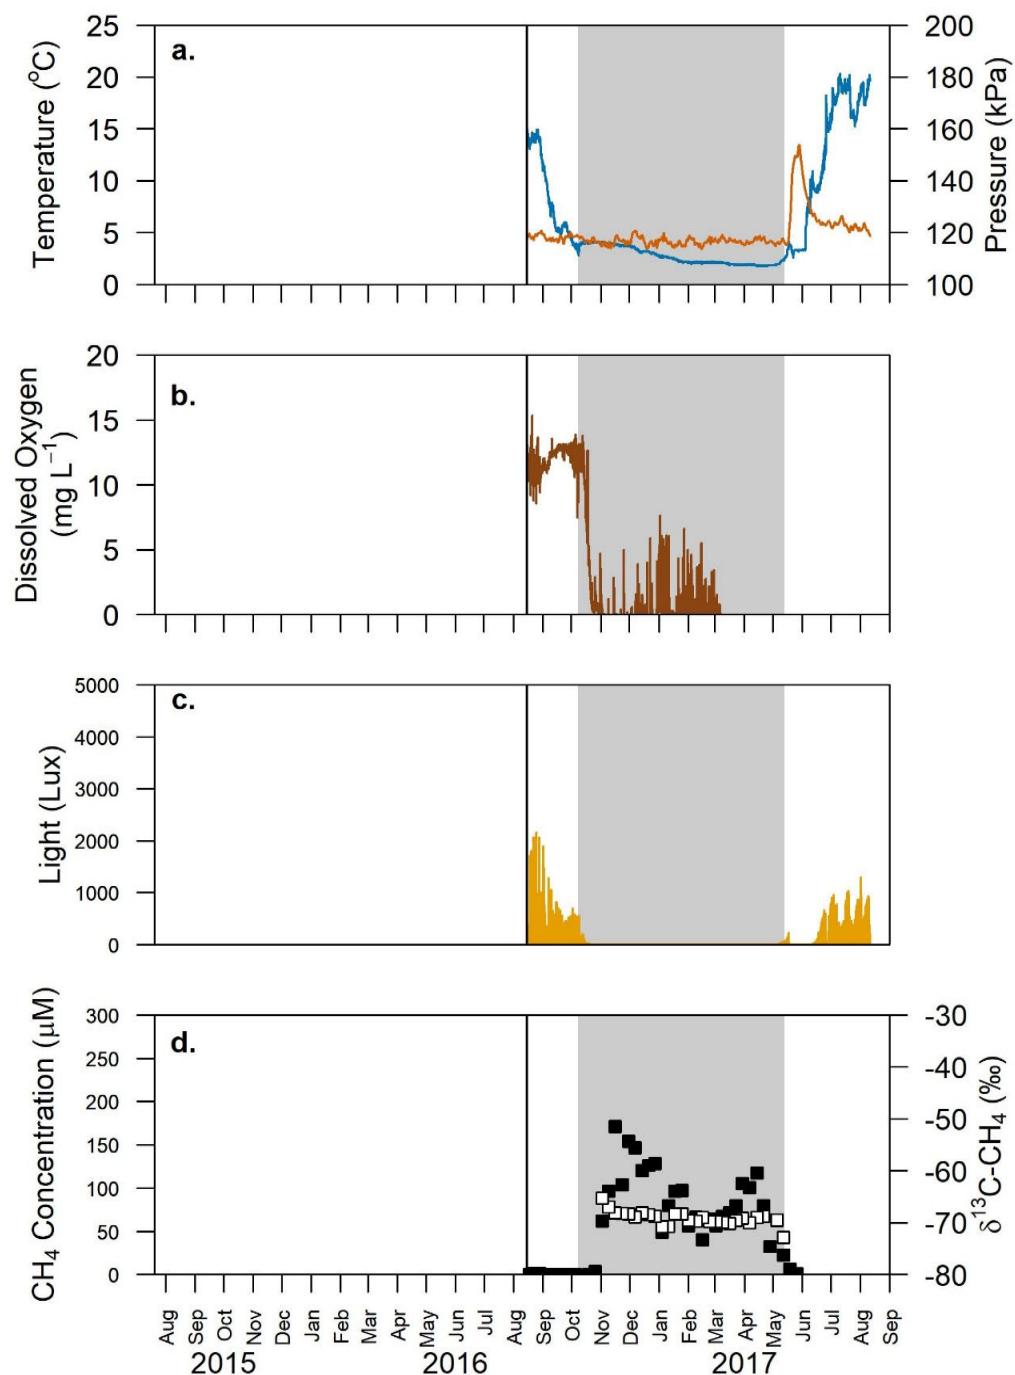 a.
Temperature (°C)
25
20
15
10
5
0
200
180
160
140
120
100
Pressure (kPa)
b.
Dissolved Oxygen
(mg L⁻¹)
20
15
10
5
0
c.
Light (Lux)
5000
4000
3000
2000
1000
0
d.
CH₄ Concentration (μM)
300
250
200
150
100
50
0
-30
-40
-50
-60
-70
-80
δ¹³C-CH₄ (‰)
Aug Sep Oct Nov Dec Jan Feb Mar Apr May Jun Jul Aug Sep Oct Nov Dec Jan Feb Mar Apr May Jun Jul Aug Sep
2015 2016 2017